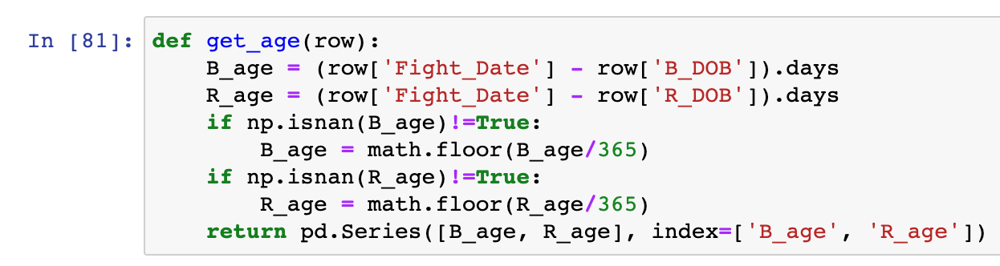 In [81]: def get_age(row):
    B_age = (row['Fight_Date'] - row['B_DOB']).days
    R_age = (row['Fight_Date'] - row['R_DOB']).days
    if np.isnan(B_age)!=True:
        B_age = math.floor(B_age/365)
    if np.isnan(R_age)!=True:
        R_age = math.floor(R_age/365)
    return pd.Series([B_age, R_age], index=['B_age', 'R_age'])